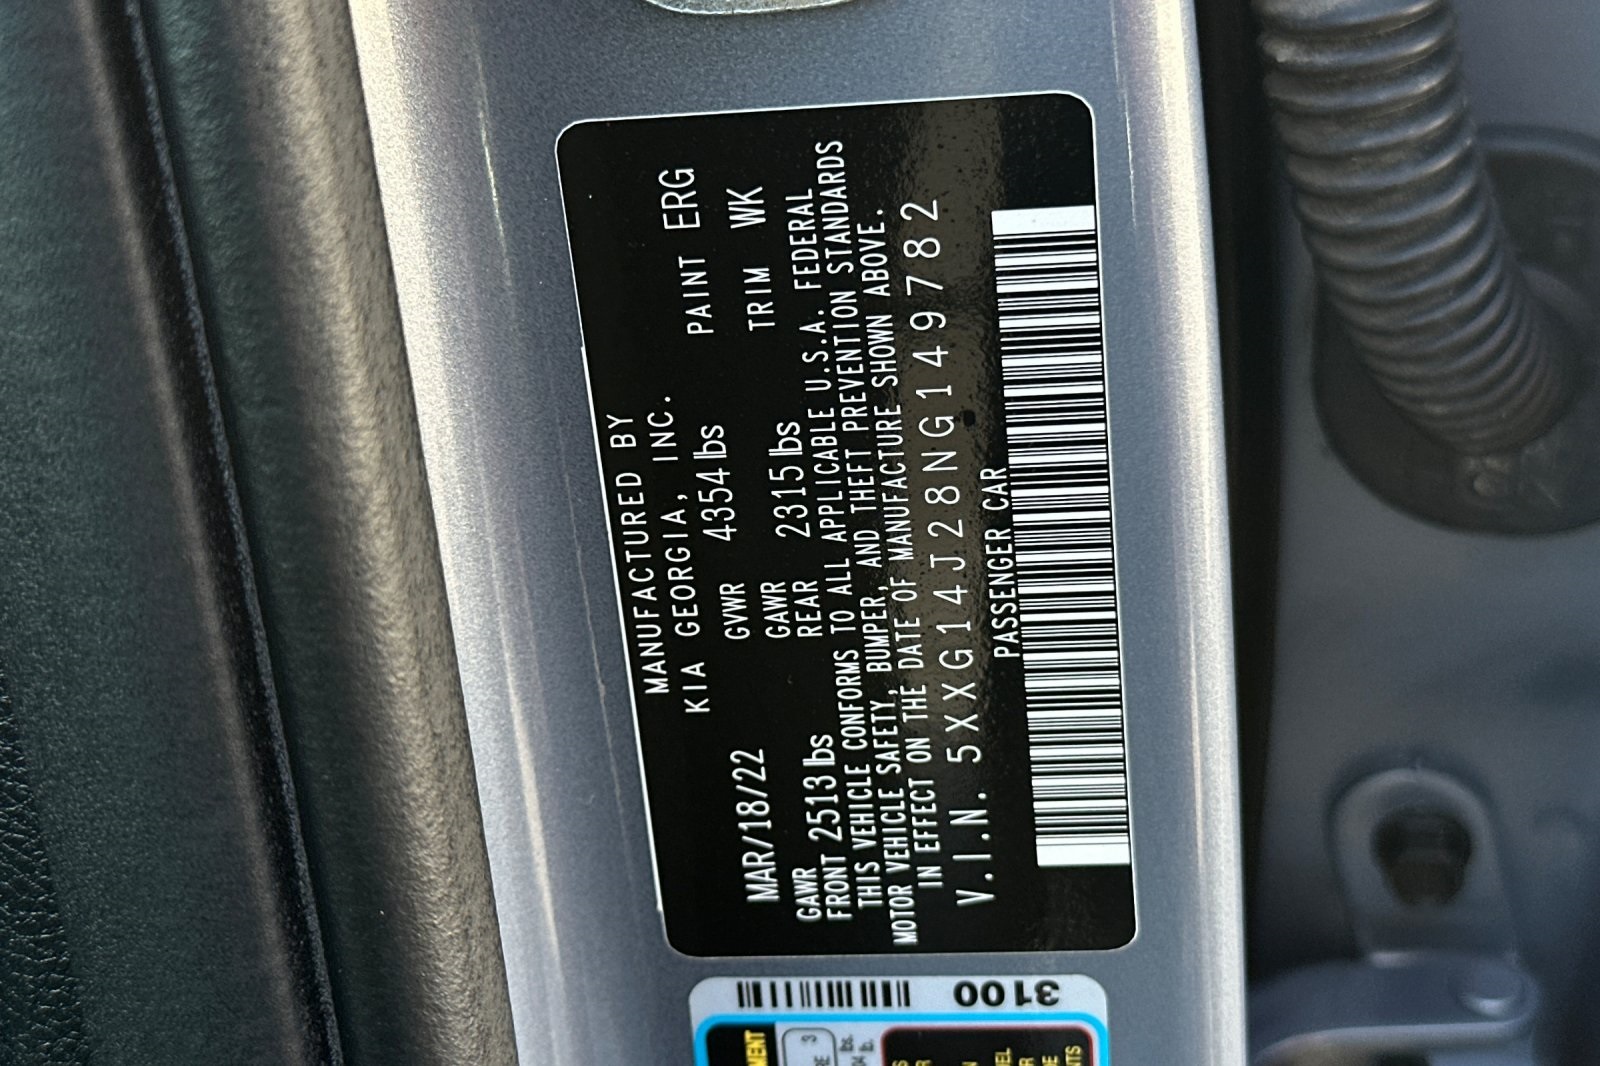 MANUFACTURED BY
KIA GEORGIA, INC.
PAINT ERG
MAR/18/22 GVWR 4354 lbs TRIM WK
GAWR FRONT 2513 lbs GAWR REAR 2315 lbs
THIS VEHICLE CONFORMS TO ALL APPLICABLE U.S.A. FEDERAL
MOTOR VEHICLE SAFETY, BUMPER, AND THEFT PREVENTION STANDARDS
IN EFFECT ON THE DATE OF MANUFACTURE SHOWN ABOVE.
V.I.N. 5XXG14J28NG149782
PASSENGER CAR
3100